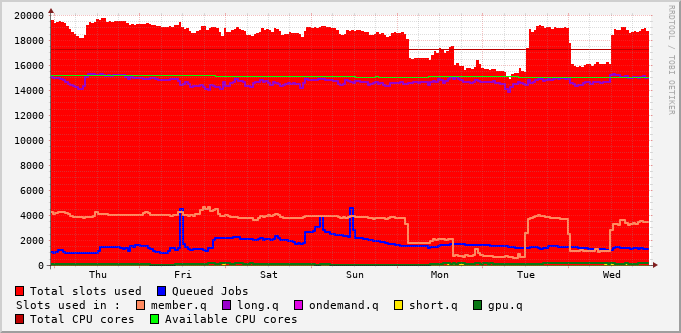 20000
18000
16000
14000
12000
10000
8000
6000
4000
2000
0
Thu Fri Sat Sun Mon Tue Wed
Total slots used Queued Jobs
Slots used in : member.q long.q ondemand.q short.q gpu.q
Total CPU cores Available CPU cores
RRDTOOL / TOBI OETIKER